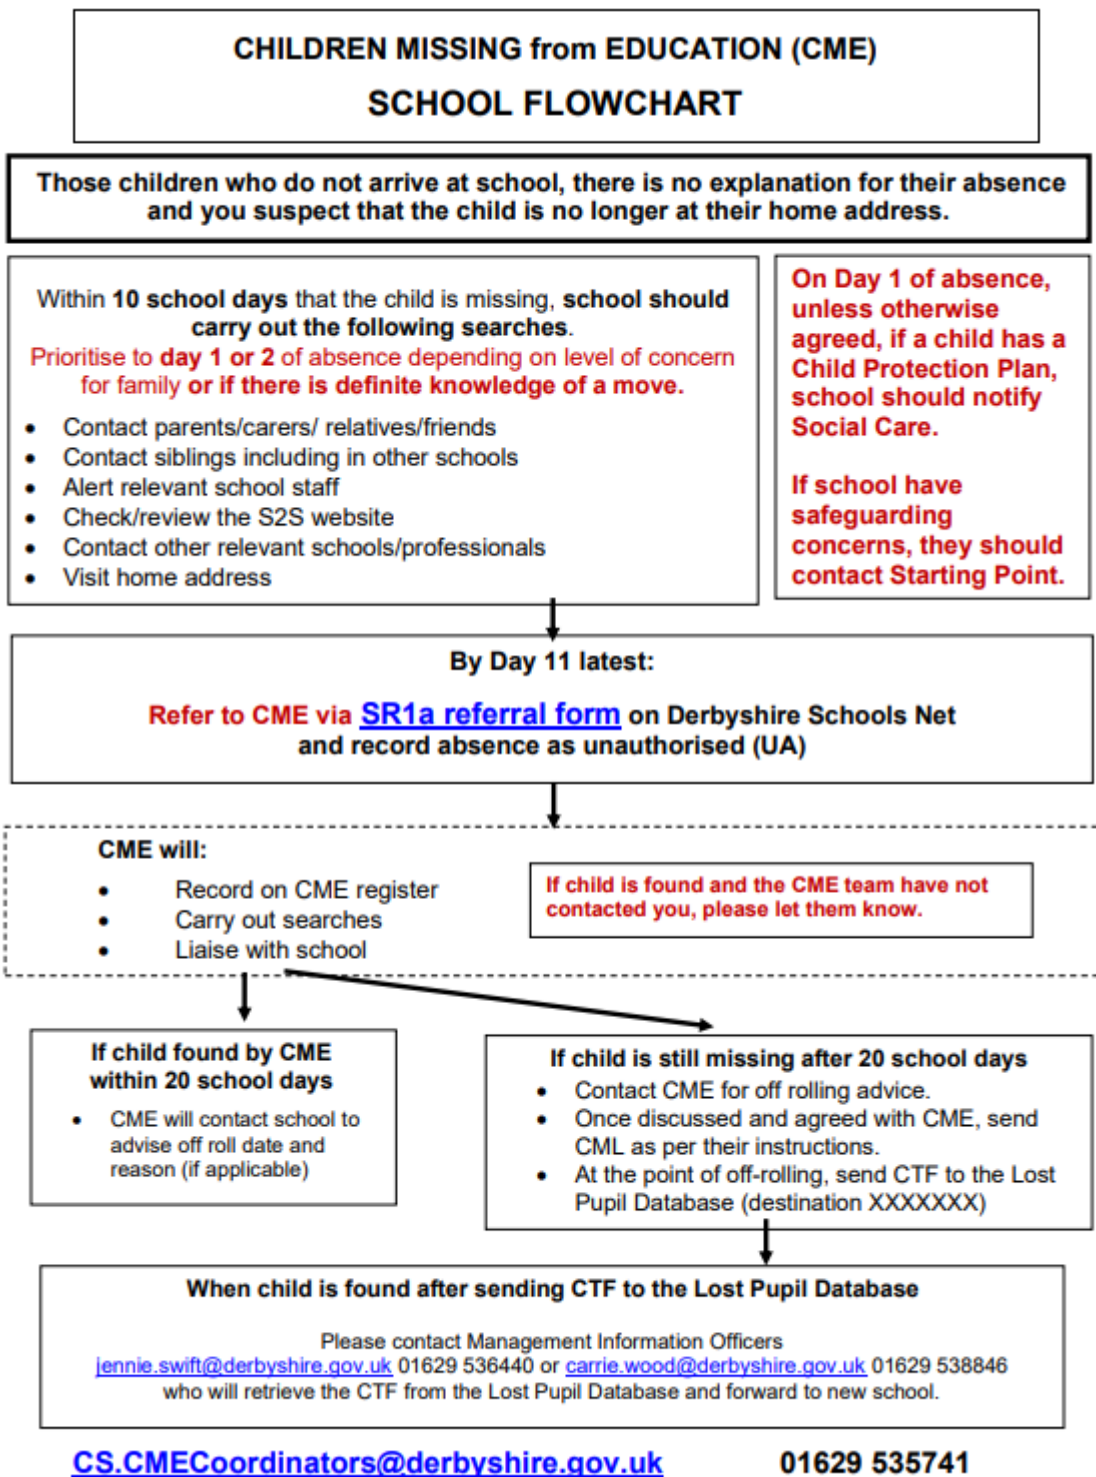 CHILDREN MISSING from EDUCATION (CME)
SCHOOL FLOWCHART
Those children who do not arrive at school, there is no explanation for their absence
and you suspect that the child is no longer at their home address.
Within 10 school days that the child is missing, school should
carry out the following searches.
Prioritise to day 1 or 2 of absence depending on level of concern
for family or if there is definite knowledge of a move.
• Contact parents/carers/ relatives/friends
• Contact siblings including in other schools
• Alert relevant school staff
• Check/review the S2S website
• Contact other relevant schools/professionals
• Visit home address
On Day 1 of absence,
unless otherwise
agreed, if a child has a
Child Protection Plan,
school should notify
Social Care.
If school have
safeguarding
concerns, they should
contact Starting Point.
By Day 11 latest:
Refer to CME via SR1a referral form on Derbyshire Schools Net
and record absence as unauthorised (UA)
CME will:
• Record on CME register
• Carry out searches
• Liaise with school
If child is found and the CME team have not
contacted you, please let them know.
If child found by CME
within 20 school days
• CME will contact school to
advise off roll date and
reason (if applicable)
If child is still missing after 20 school days
• Contact CME for off rolling advice.
• Once discussed and agreed with CME, send
CML as per their instructions.
• At the point of off-rolling, send CTF to the Lost
Pupil Database (destination XXXXXXX)
When child is found after sending CTF to the Lost Pupil Database
Please contact Management Information Officers
jennie.swift@derbyshire.gov.uk 01629 536440 or carrie.wood@derbyshire.gov.uk 01629 538846
who will retrieve the CTF from the Lost Pupil Database and forward to new school.
CS.CMECoordinators@derbyshire.gov.uk 01629 535741